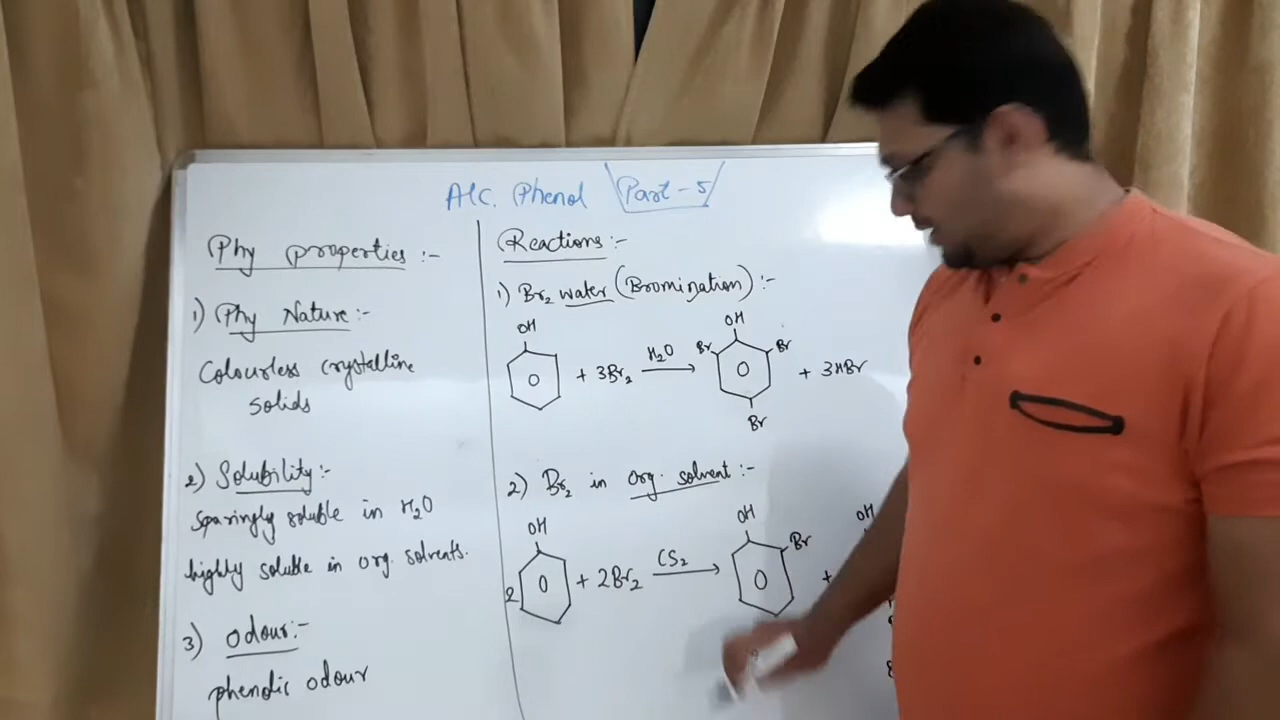 Alc. Phenol Part-5
Phy properties :-
1) Phy Nature :-
Colourless crystalline
solids
2) Solubility :-
Sparingly soluble in H2O
highly soluble in org. solvents.
3) Odour :-
phenolic odour
Reactions :-
1) Br2 water (Bromination) :-
OH
+ 3Br2
H2O
OH
Br
Br
Br
+ 3HBr
2) Br2 in org. solvent :-
OH
2
+ 2Br2
CS2
OH
Br
+
OH